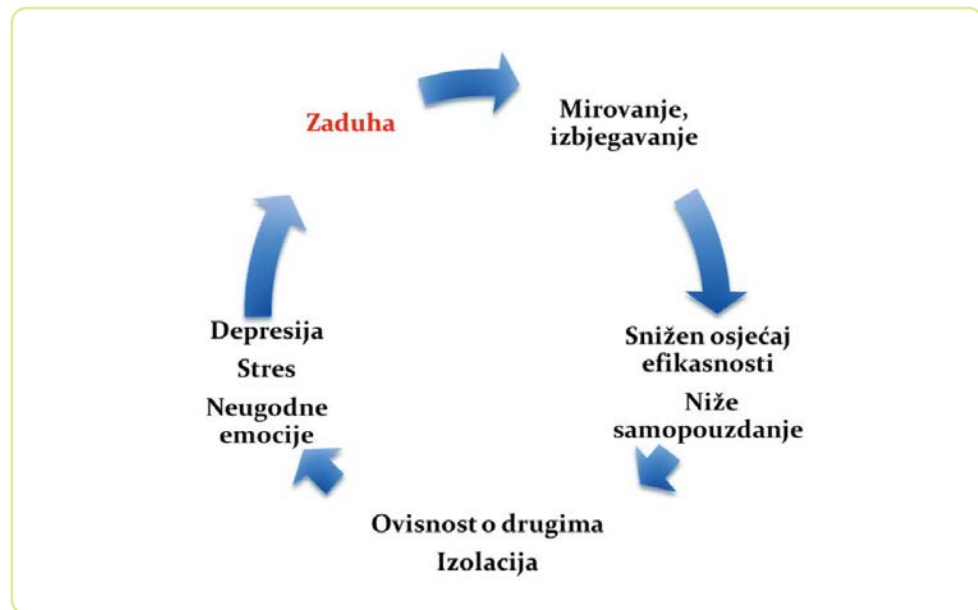 Zaduha
Mirovanje,
izbjegavanje
Snižen osjećaj
efikasnosti
Niže
samopouzdanje
Ovisnost o drugima
Izolacija
Depresija
Stres
Neugodne
emocije